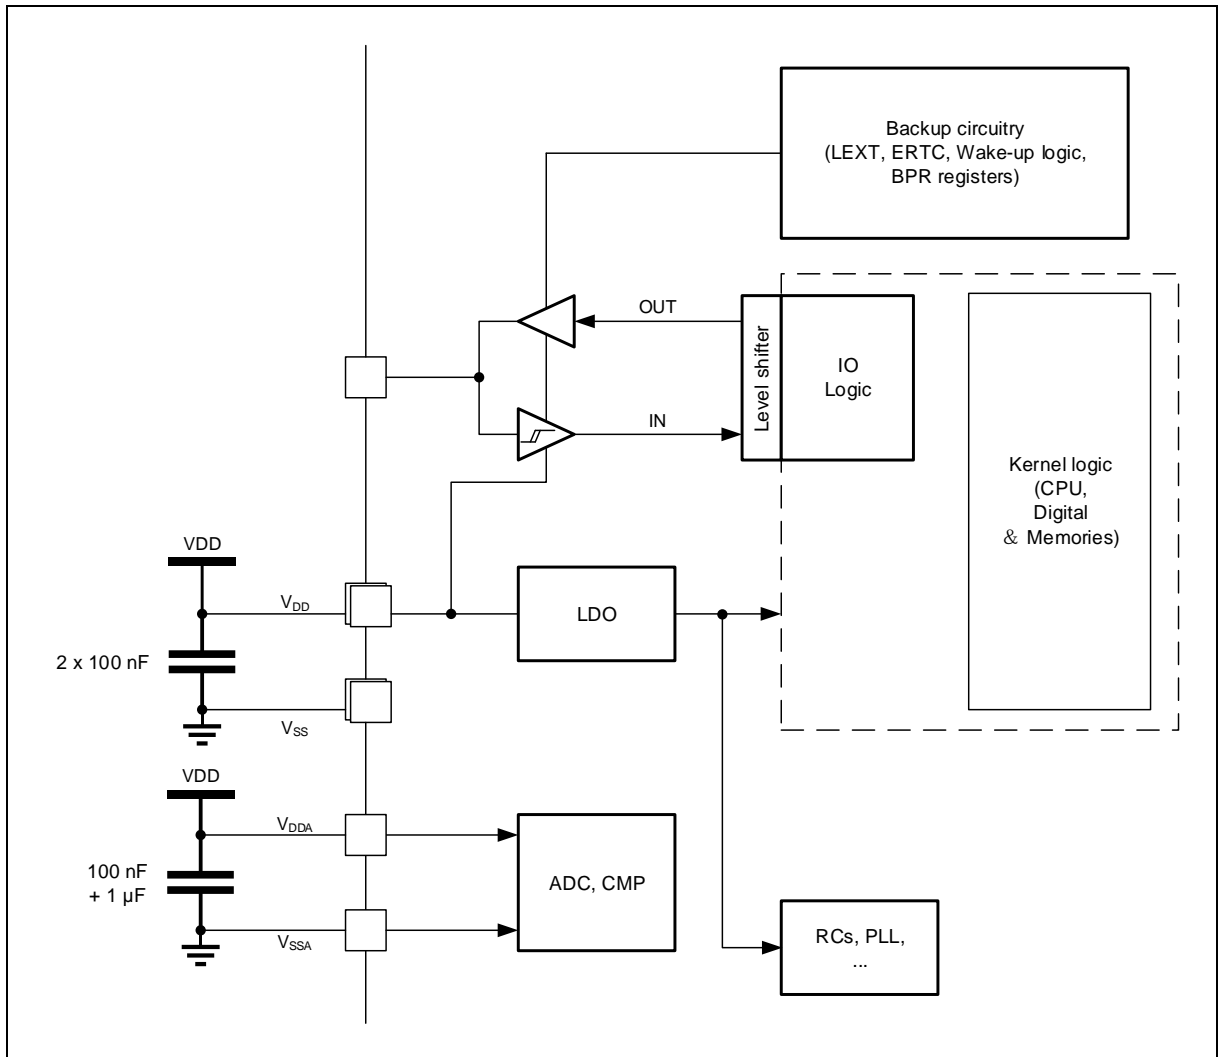 Backup circuitry
(LEXT, ERTC, Wake-up logic,
BPR registers)
OUT
Level shifter
IO
Logic
IN
Kernel logic
(CPU,
Digital
& Memories)
VDD
VDD
LDO
2 x 100 nF
VSS
VDD
VDDA
100 nF
+ 1 µF
ADC, CMP
VSSA
RCs, PLL,
...